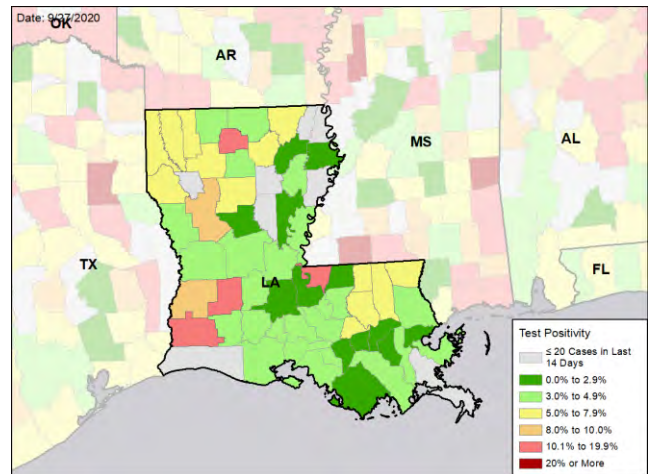 Date: 9/27/2020
OK
AR
MS
AL
TX
LA
FL
Test Positivity
≤ 20 Cases in Last
14 Days
0.0% to 2.9%
3.0% to 4.9%
5.0% to 7.9%
8.0% to 10.0%
10.1% to 19.9%
20% or More